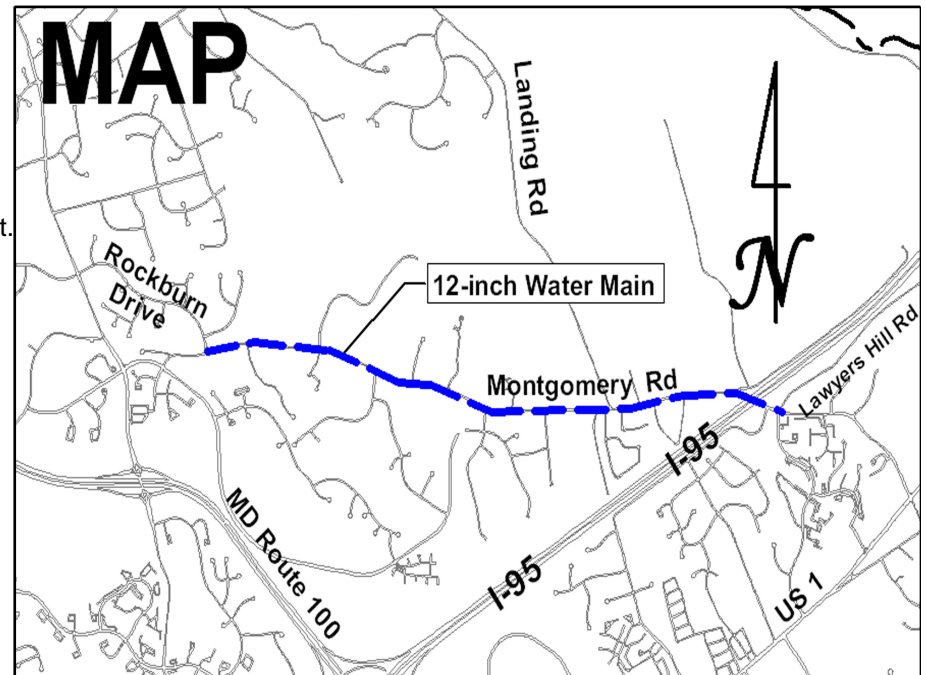 MAP
Landing Rd
t.
Rockburn
Drive
12-inch Water Main
N
Montgomery Rd
Lawyers Hill Rd
I-95
MD Route 100
I-95
US 1